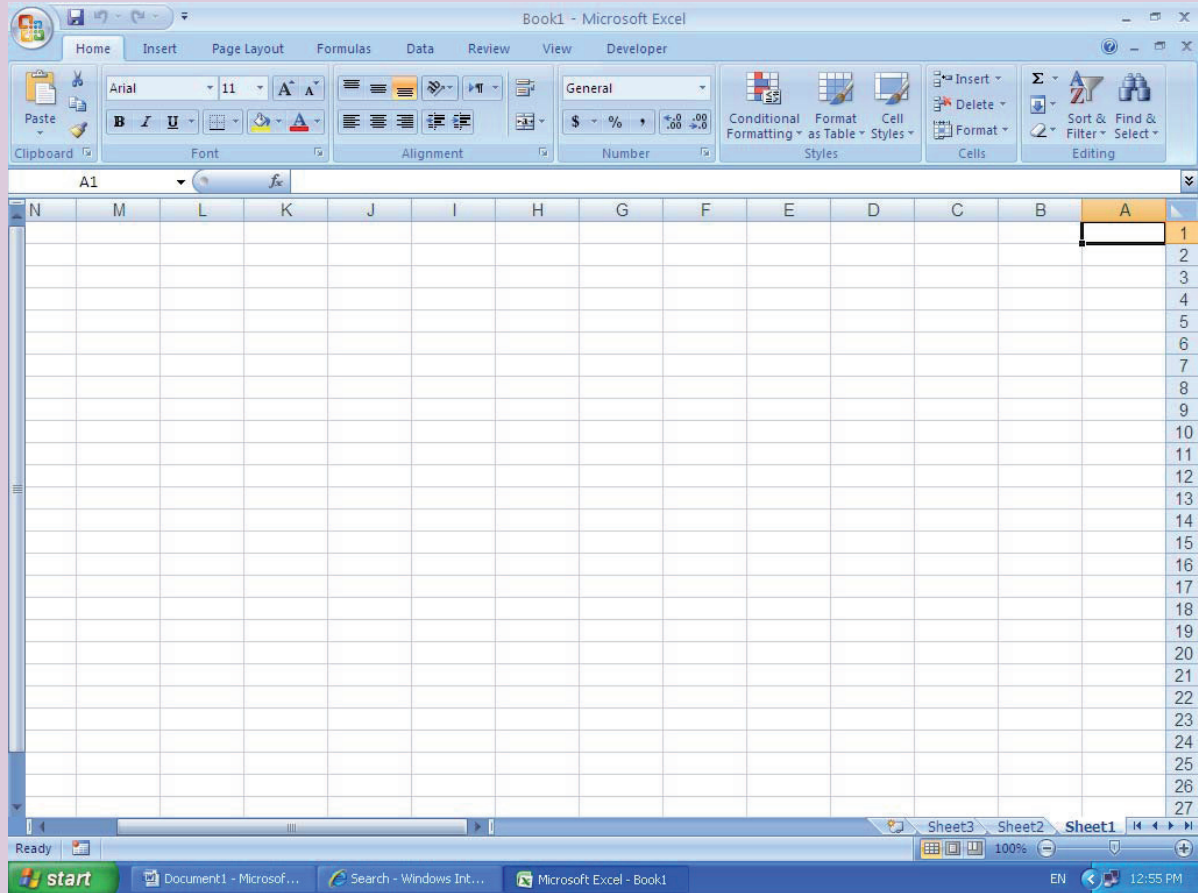 Book1 - Microsoft Excel
Home Insert Page Layout Formulas Data Review View Developer
Arial 11 General
Paste
B I U $ % ,
Conditional Formatting
Format as Table
Cell Styles
Insert
Delete
Format
Σ
Sort & Filter
Find & Select
Clipboard Font Alignment Number Styles Cells Editing
A1 fx
N M L K J I H G F E D C B A
1
2
3
4
5
6
7
8
9
10
11
12
13
14
15
16
17
18
19
20
21
22
23
24
25
26
27
Sheet3 Sheet2 Sheet1
Ready 100%
start Document1 - Microsof... Search - Windows Int... Microsoft Excel - Book1 EN 12:55 PM